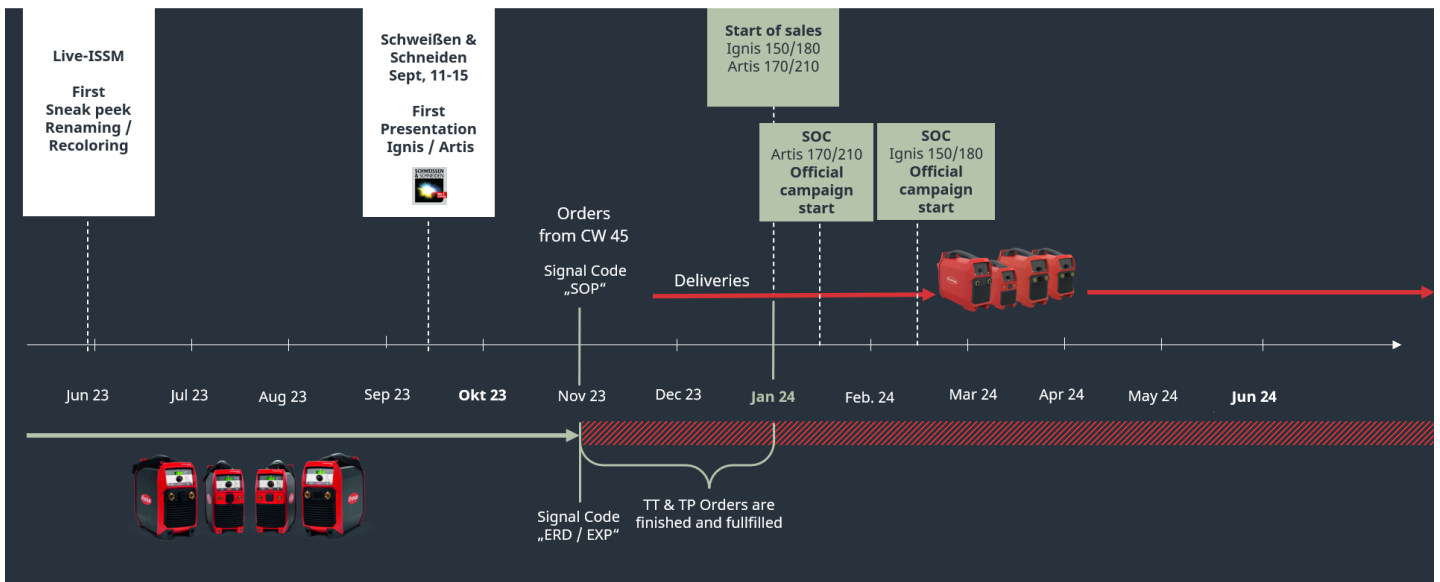 Live-ISSM
First
Sneak peek
Renaming /
Recoloring
Schweißen &
Schneiden
Sept, 11-15
First
Presentation
Ignis / Artis
SCHWEISSEN
& SCHNEIDEN
Start of sales
Ignis 150/180
Artis 170/210
SOC
Artis 170/210
Official
campaign
start
SOC
Ignis 150/180
Official
campaign
start
Orders
from CW 45
Signal Code
„SOP“
Deliveries
Jun 23
Jul 23
Aug 23
Sep 23
Okt 23
Nov 23
Dec 23
Jan 24
Feb. 24
Mar 24
Apr 24
May 24
Jun 24
Signal Code
„ERD / EXP“
TT & TP Orders are
finished and fullfilled